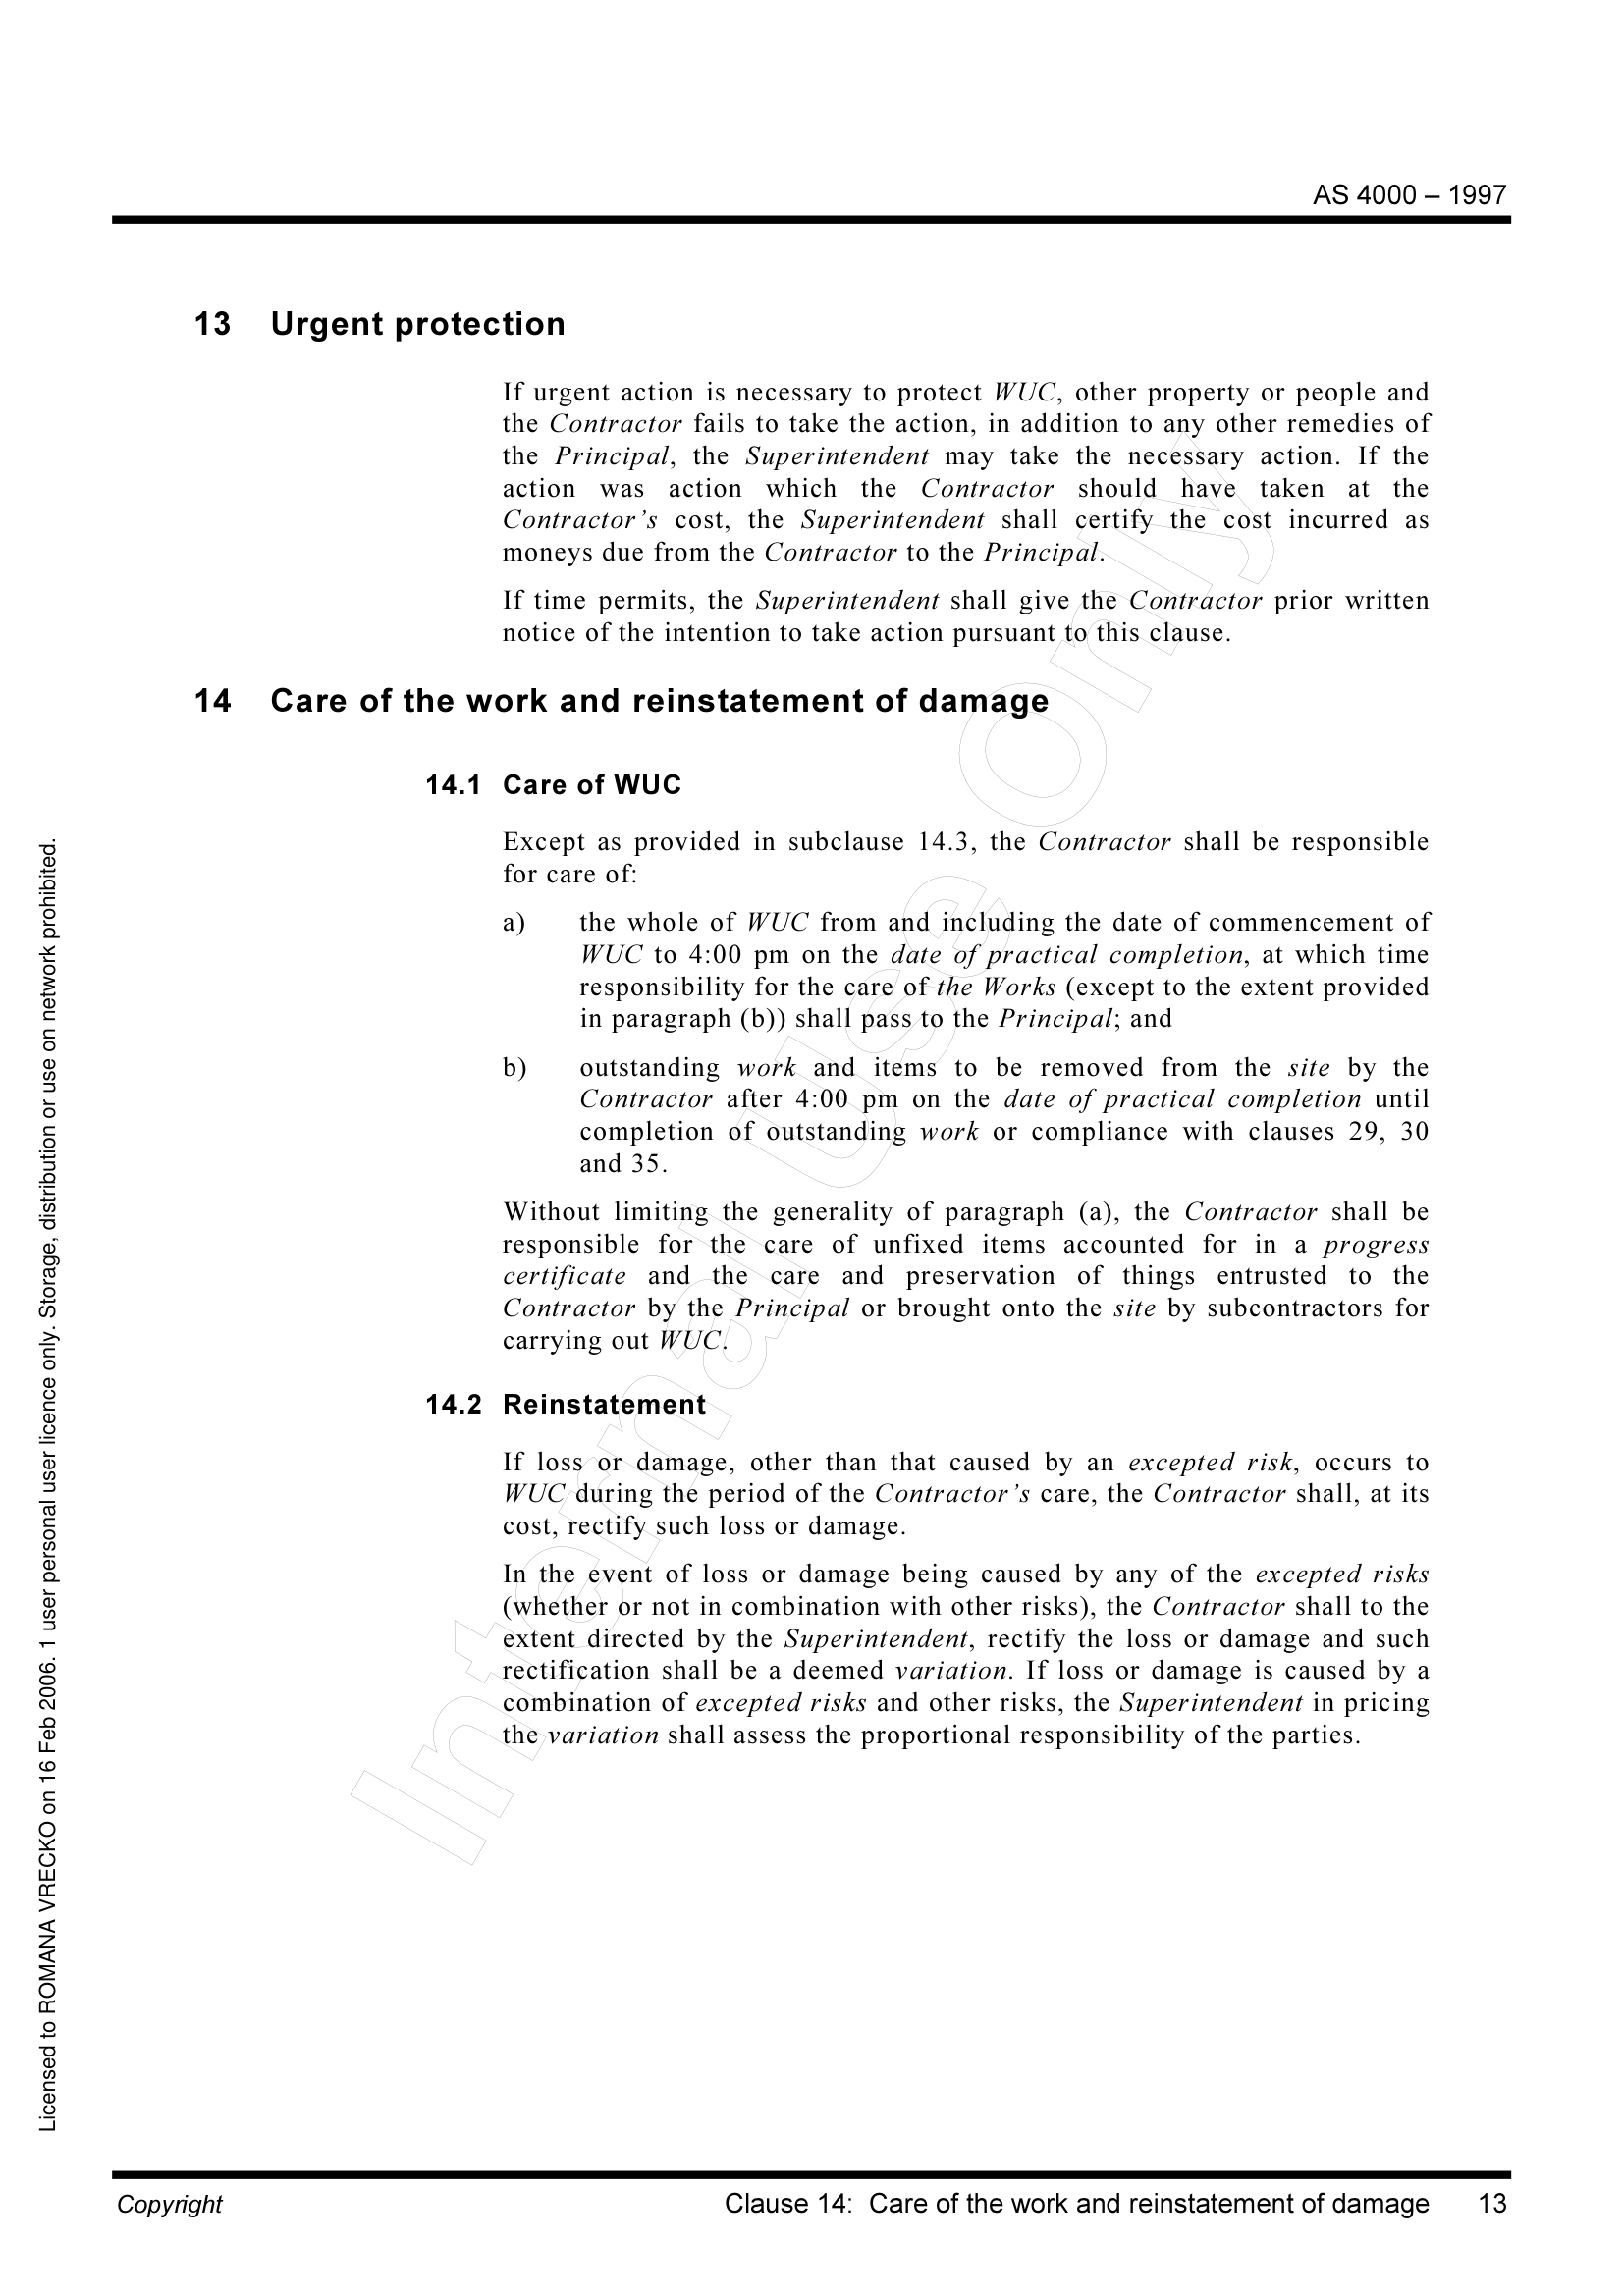 AS 4000 – 1997
13 Urgent protection
If urgent action is necessary to protect WUC, other property or people and
the Contractor fails to take the action, in addition to any other remedies of
the Principal, the Superintendent may take the necessary action. If the
action was action which the Contractor should have taken at the
Contractor’s cost, the Superintendent shall certify the cost incurred as
moneys due from the Contractor to the Principal.
If time permits, the Superintendent shall give the Contractor prior written
notice of the intention to take action pursuant to this clause.
14 Care of the work and reinstatement of damage
14.1 Care of WUC
Except as provided in subclause 14.3, the Contractor shall be responsible
for care of:
a) the whole of WUC from and including the date of commencement of
WUC to 4:00 pm on the date of practical completion, at which time
responsibility for the care of the Works (except to the extent provided
in paragraph (b)) shall pass to the Principal; and
b) outstanding work and items to be removed from the site by the
Contractor after 4:00 pm on the date of practical completion until
completion of outstanding work or compliance with clauses 29, 30
and 35.
Without limiting the generality of paragraph (a), the Contractor shall be
responsible for the care of unfixed items accounted for in a progress
certificate and the care and preservation of things entrusted to the
Contractor by the Principal or brought onto the site by subcontractors for
carrying out WUC.
14.2 Reinstatement
If loss or damage, other than that caused by an excepted risk, occurs to
WUC during the period of the Contractor’s care, the Contractor shall, at its
cost, rectify such loss or damage.
In the event of loss or damage being caused by any of the excepted risks
(whether or not in combination with other risks), the Contractor shall to the
extent directed by the Superintendent, rectify the loss or damage and such
rectification shall be a deemed variation. If loss or damage is caused by a
combination of excepted risks and other risks, the Superintendent in pricing
the variation shall assess the proportional responsibility of the parties.
Copyright Clause 14: Care of the work and reinstatement of damage 13
Licensed to ROMANA VRECKO on 16 Feb 2006. 1 user personal user licence only. Storage, distribution or use on network prohibited.
Internal use Only